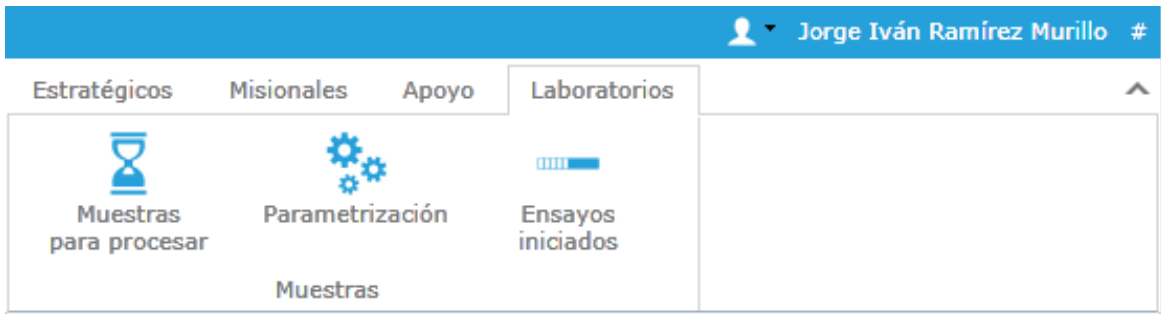 Jorge Iván Ramírez Murillo #
Estratégicos Misionales Apoyo Laboratorios
Muestras
para procesar
Parametrización
Ensayos
iniciados
Muestras